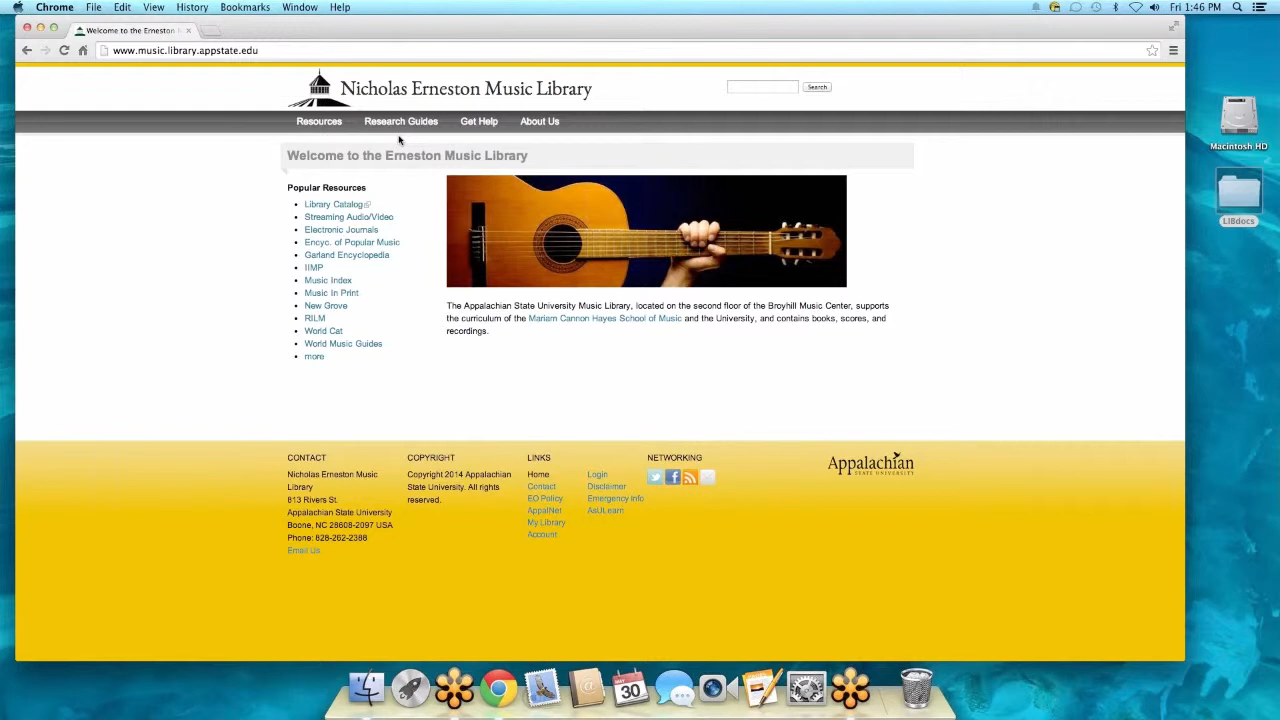 Chrome File Edit View History Bookmarks Window Help Fri 1:46 PM
Welcome to the Erneston
www.music.library.appstate.edu
Nicholas Erneston Music Library
Search
Resources Research Guides Get Help About Us
Welcome to the Erneston Music Library
Popular Resources
Library Catalog
Streaming Audio/Video
Electronic Journals
Encyc. of Popular Music
Garland Encyclopedia
IIMP
Music Index
Music In Print
New Grove
RILM
World Cat
World Music Guides
more
The Appalachian State University Music Library, located on the second floor of the Broyhill Music Center, supports
the curriculum of the Mariam Cannon Hayes School of Music and the University, and contains books, scores, and
recordings.
CONTACT
Nicholas Erneston Music
Library
813 Rivers St.
Appalachian State University
Boone, NC 28608-2097 USA
Phone: 828-262-2388
Email Us
COPYRIGHT
Copyright 2014 Appalachian
State University. All rights
reserved.
LINKS
Home
Contact
EO Policy
AppalNet
My Library
Account
Login
Disclaimer
Emergency Info
AsULearn
NETWORKING
Appalachian
STATE UNIVERSITY
Macintosh HD
LIBdocs
MAY
30